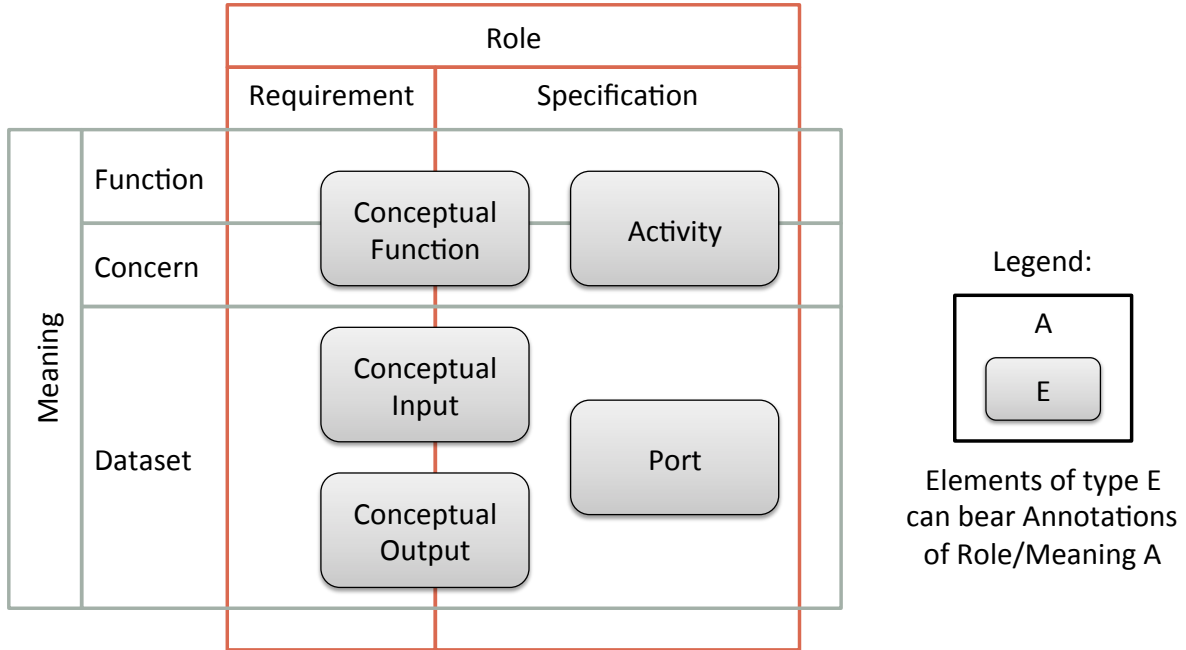 Role
Requirement
Specification
Meaning
Function
Concern
Dataset
Conceptual
Function
Activity
Conceptual
Input
Port
Conceptual
Output
Legend:
A
E
Elements of type E
can bear Annotations
of Role/Meaning A